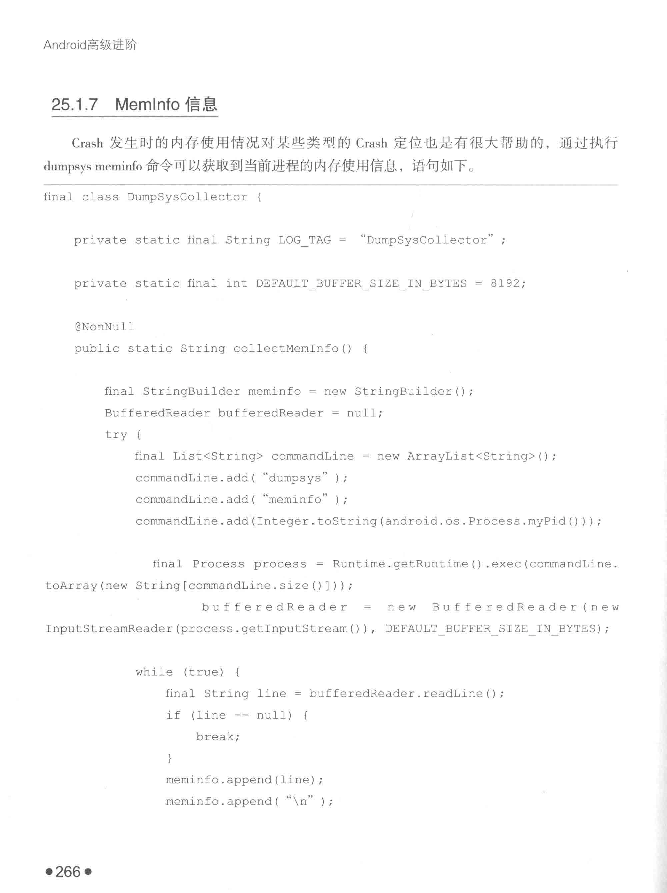 Android高级进阶
25.1.7 MemInfo 信息
Crash 发生时的内存使用情况对某些类型的 Crash 定位也是有很大帮助的，通过执行
dumpsys meminfo 命令可以获取到当前进程的内存使用信息，语句如下。
final class DumpSysCollector {
private static final String LOG_TAG = “DumpSysCollector” ;
private static final int DEFAULT_BUFFER_SIZE_IN_BYTES = 8192;
@NonNull
public static String collectMemInfo() {
final StringBuilder meminfo = new StringBuilder();
BufferedReader bufferedReader = null;
try {
final List<String> commandLine = new ArrayList<String>();
commandLine.add( “dumpsys” );
commandLine.add( “meminfo” );
commandLine.add(Integer.toString(android.os.Process.myPid()));
final Process process = Runtime.getRuntime().exec(commandLine.
toArray(new String[commandLine.size()]));
bufferedReader = new BufferedReader(new
InputStreamReader(process.getInputStream()), DEFAULT_BUFFER_SIZE_IN_BYTES);
while (true) {
final String line = bufferedReader.readLine();
if (line == null) {
break;
}
meminfo.append(line);
meminfo.append( “\n” );
●266●